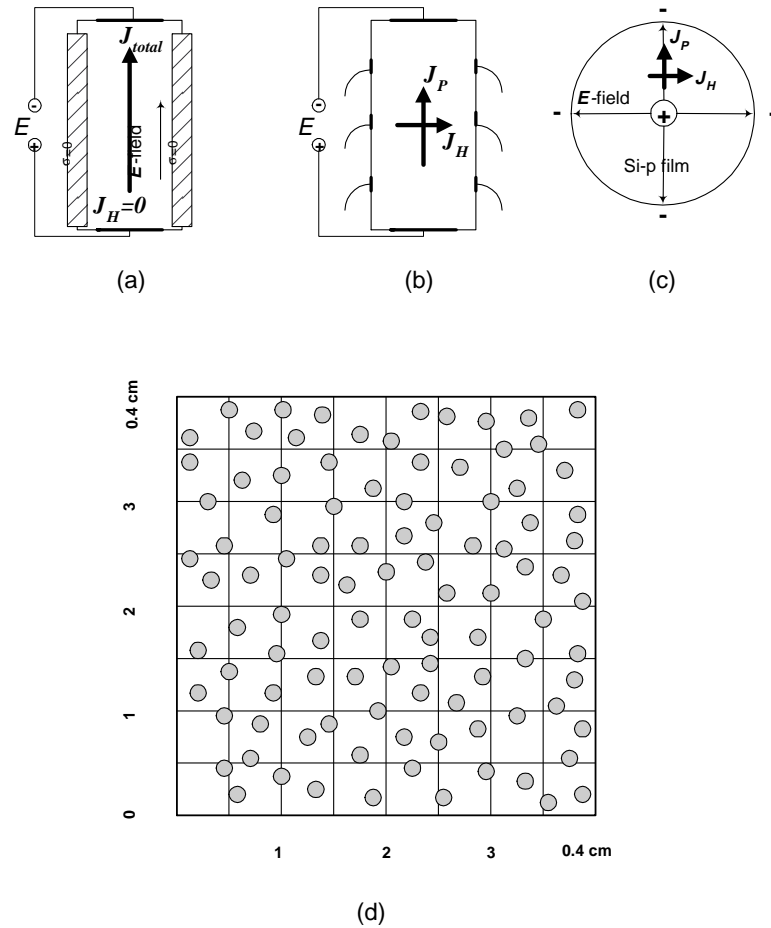 J_total
E
-
+
σ=0
E-field
σ=0
J_H=0
(a)
E
-
+
J_P
J_H
(b)
-
J_P
J_H
E-field
-
-
+
Si-p film
-
(c)
0.4 cm
3
2
1
0
1 2 3 0.4 cm
(d)